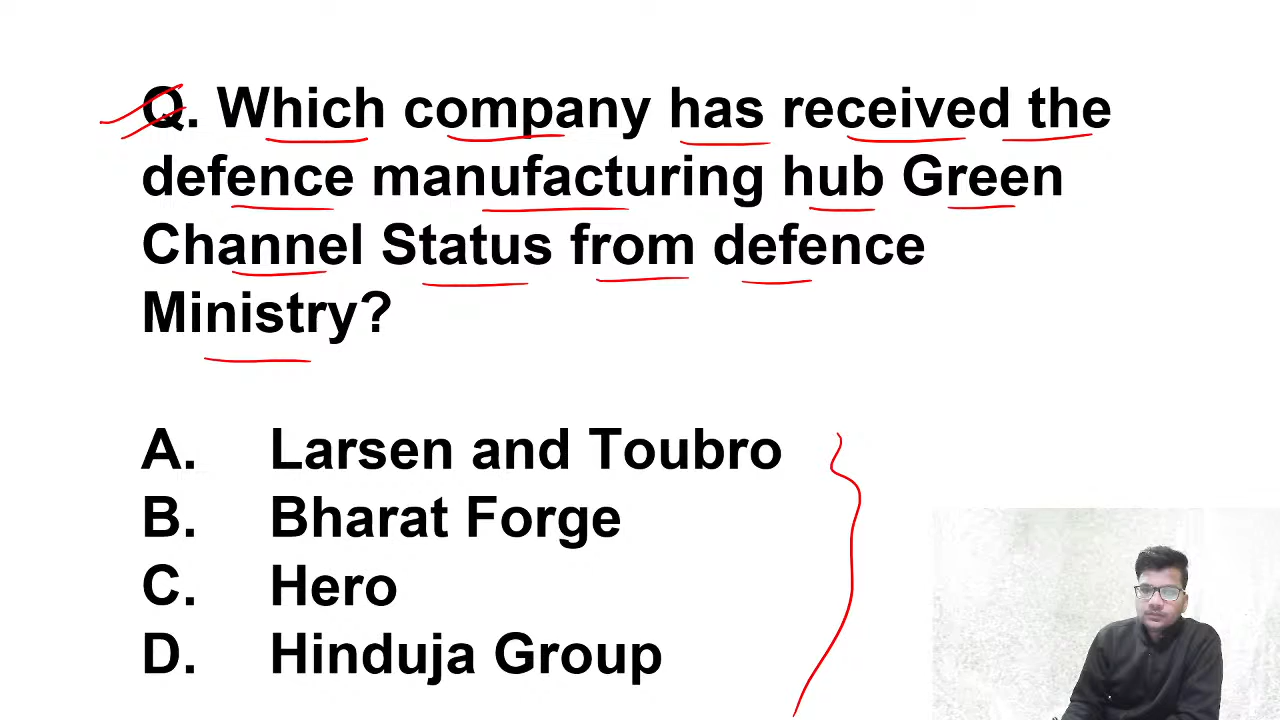 Q. Which company has received the
defence manufacturing hub Green
Channel Status from defence
Ministry?
A. Larsen and Toubro
B. Bharat Forge
C. Hero
D. Hinduja Group